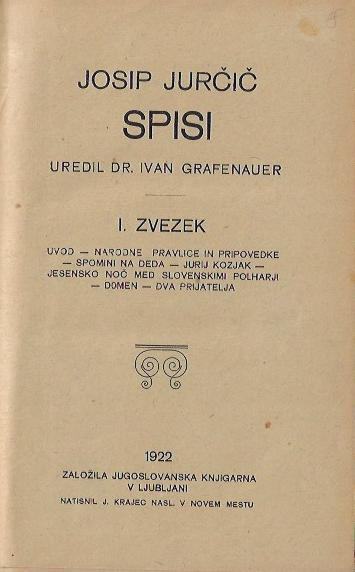 JOSIP JURČIČ
SPISI
UREDIL DR. IVAN GRAFENAUER
I. ZVEZEK
UVOD — NARODNE PRAVLICE IN PRIPOVEDKE
— SPOMINI NA DEDA — JURIJ KOZJAK —
JESENSKO NOČ MED SLOVENSKIMI POLHARJI
— DOMEN — DVA PRIJATELJA
1922
ZALOŽILA JUGOSLOVANSKA KNJIGARNA
V LJUBLJANI
NATISNIL J. KRAJEC NASL. V NOVEM MESTU